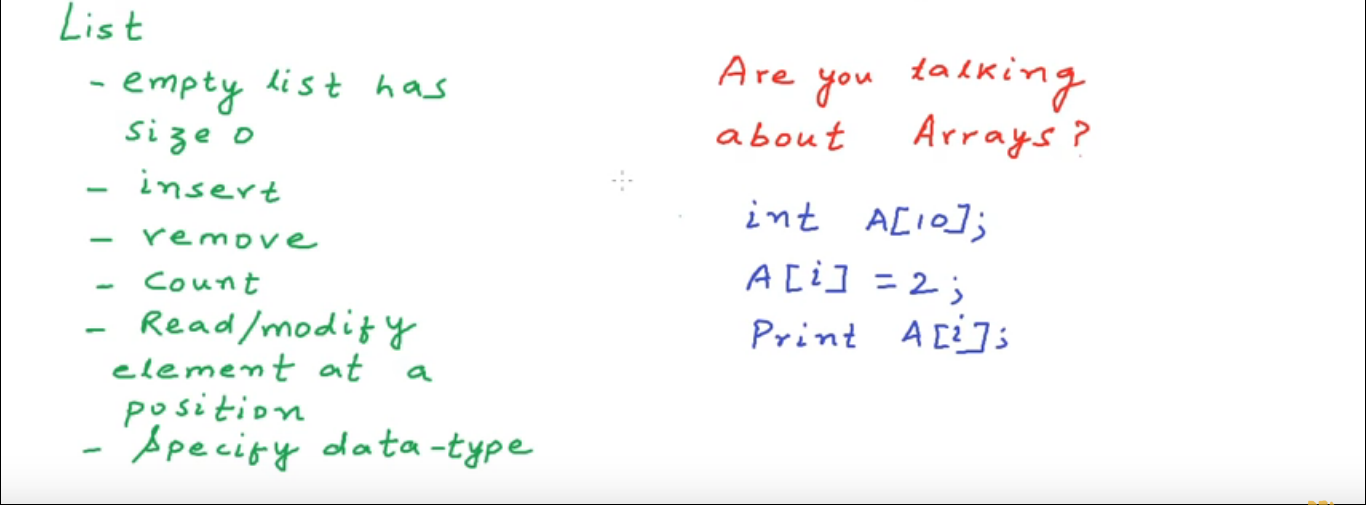 List
- empty list has
size 0
- insert
- remove
- Count
- Read/modify
element at a
position
- Specify data-type
Are you talking
about Arrays?
int A[10];
A[i] = 2;
Print A[i];